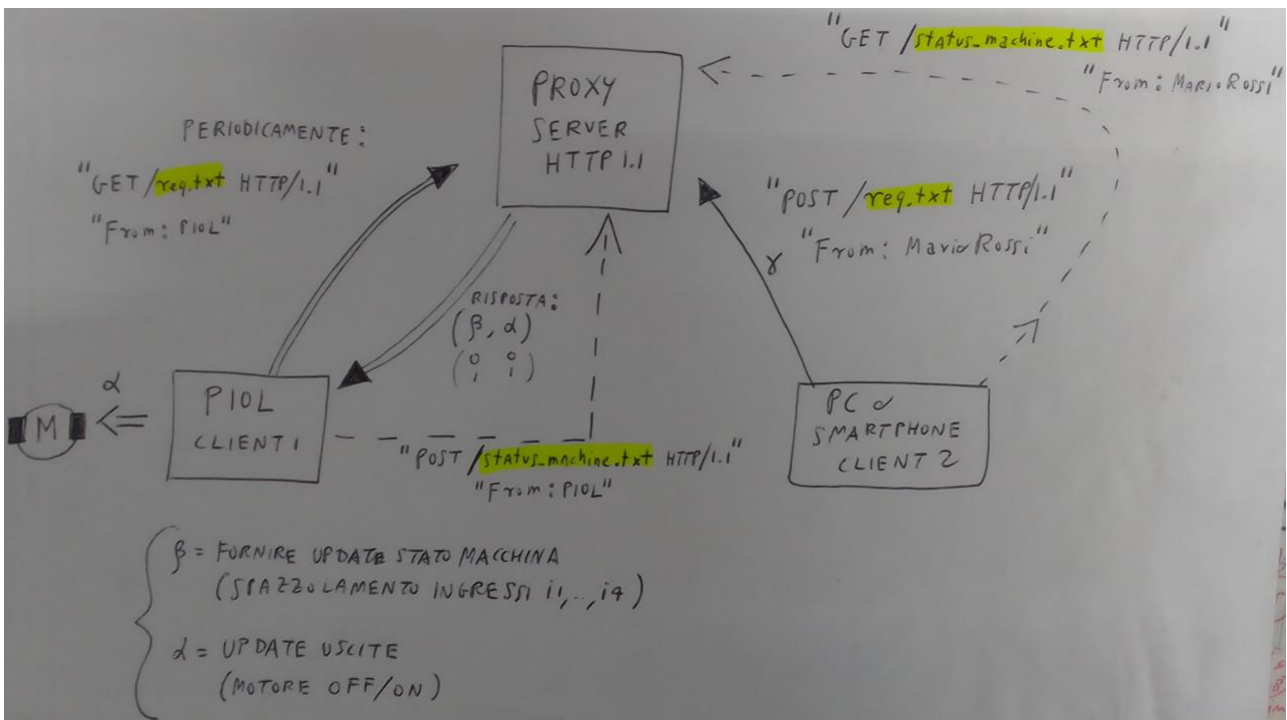 "GET /status_machine.txt HTTP/1.1"
"From: MarioRossi"
PROXY
SERVER
HTTP 1.1
PERIODICAMENTE:
"GET /req.txt HTTP/1.1"
"From: PIOL"
"POST /req.txt HTTP/1.1"
"From: MarioRossi"
γ
RISPOSTA:
(β, α)
α
M
PIOL
CLIENT 1
"POST /status_machine.txt HTTP/1.1"
"From: PIOL"
PC o
SMARTPHONE
CLIENT 2
β = FORNIRE UPDATE STATO MACCHINA
(SPAZZOLAMENTO INGRESSI i1,..,i4)
α = UPDATE USCITE
(MOTORE OFF/ON)